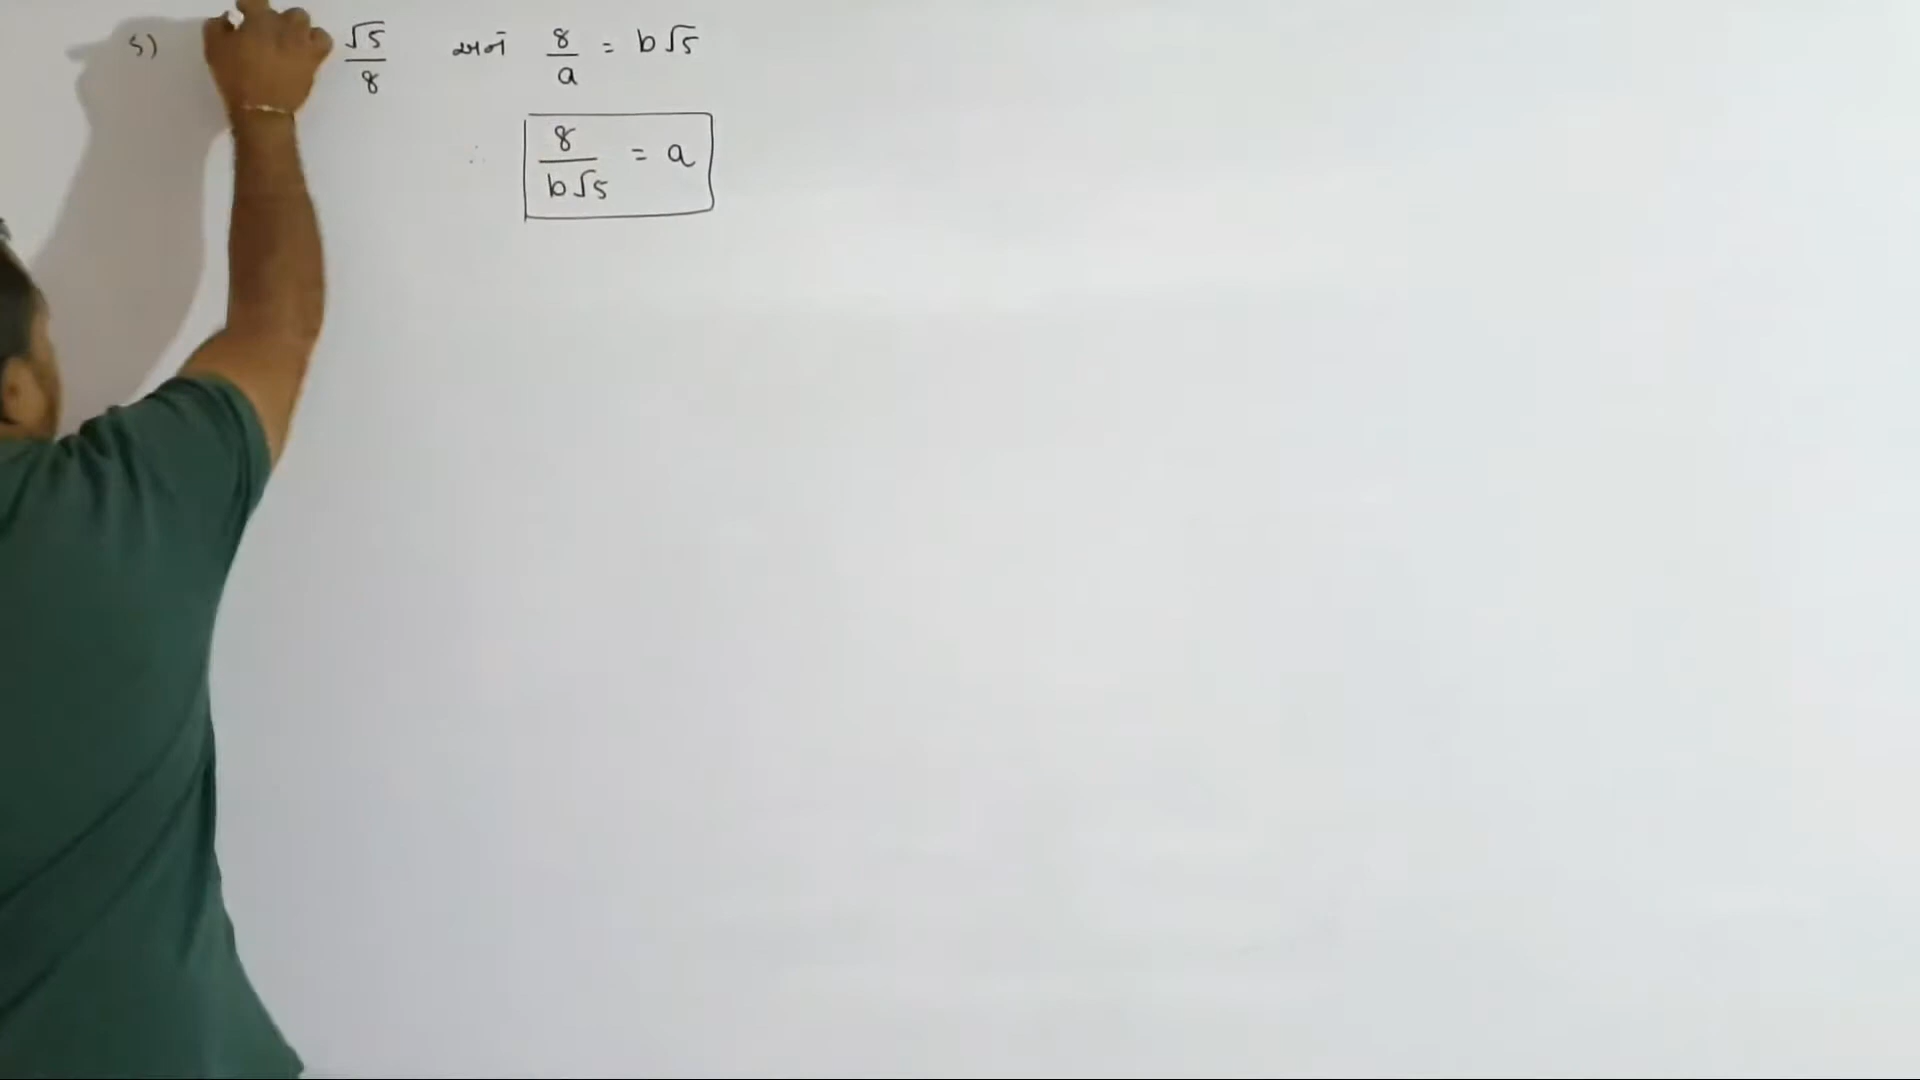 5) √5/8 અને 8/a = b√5
∴ 8/b√5 = a